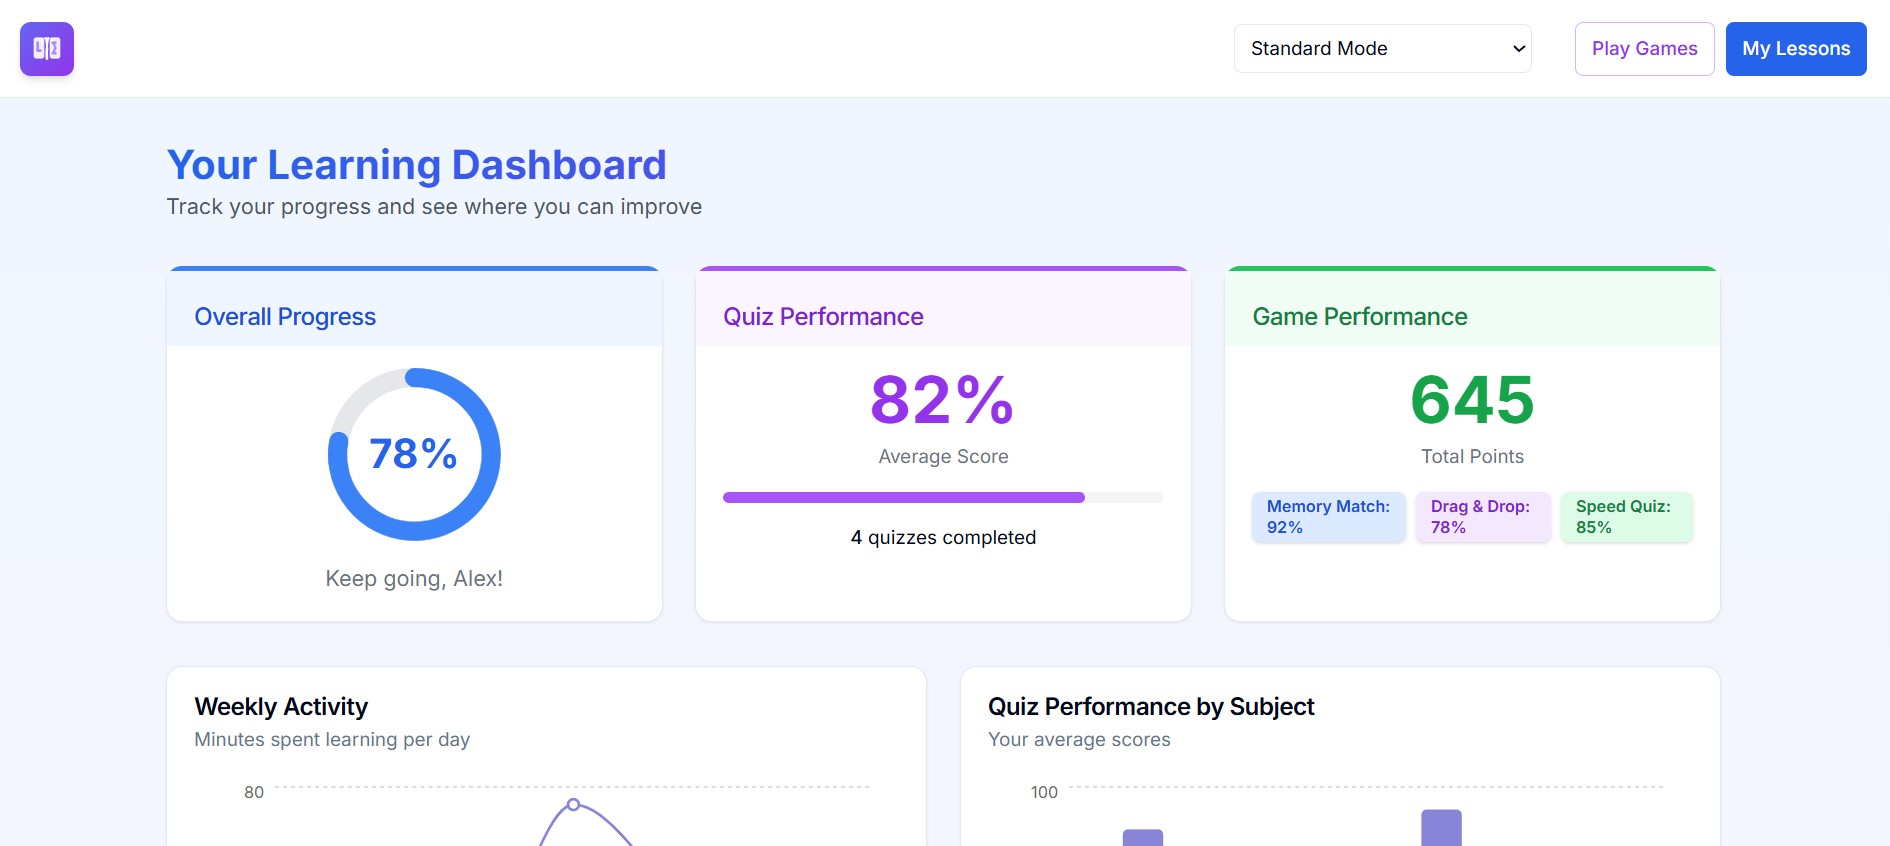 Standard Mode
Play Games
My Lessons
Your Learning Dashboard
Track your progress and see where you can improve
Overall Progress
78%
Keep going, Alex!
Quiz Performance
82%
Average Score
4 quizzes completed
Game Performance
645
Total Points
Memory Match:
92%
Drag & Drop:
78%
Speed Quiz:
85%
Weekly Activity
Minutes spent learning per day
80
Quiz Performance by Subject
Your average scores
100